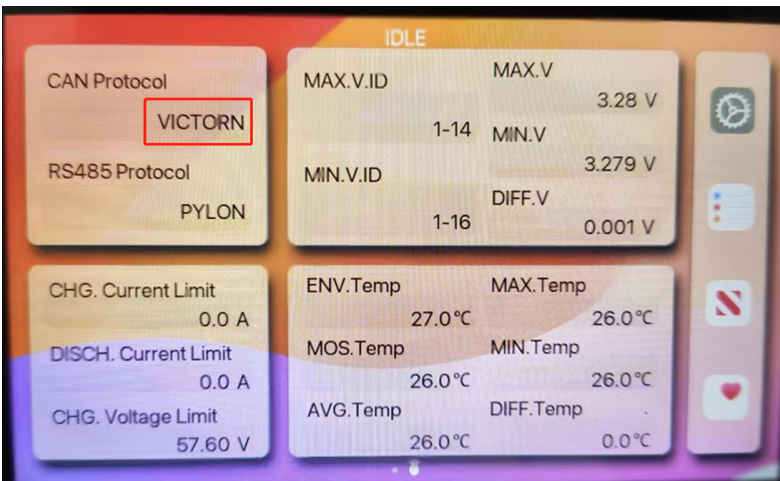 IDLE
CAN Protocol
VICTORN
RS485 Protocol
PYLON
MAX.V.ID
1-14
MIN.V.ID
1-16
MAX.V
3.28 V
MIN.V
3.279 V
DIFF.V
0.001 V
CHG. Current Limit
0.0 A
DISCH. Current Limit
0.0 A
CHG. Voltage Limit
57.60 V
ENV.Temp
27.0℃
MOS.Temp
26.0℃
AVG.Temp
26.0℃
MAX.Temp
26.0℃
MIN.Temp
26.0℃
DIFF.Temp
0.0℃